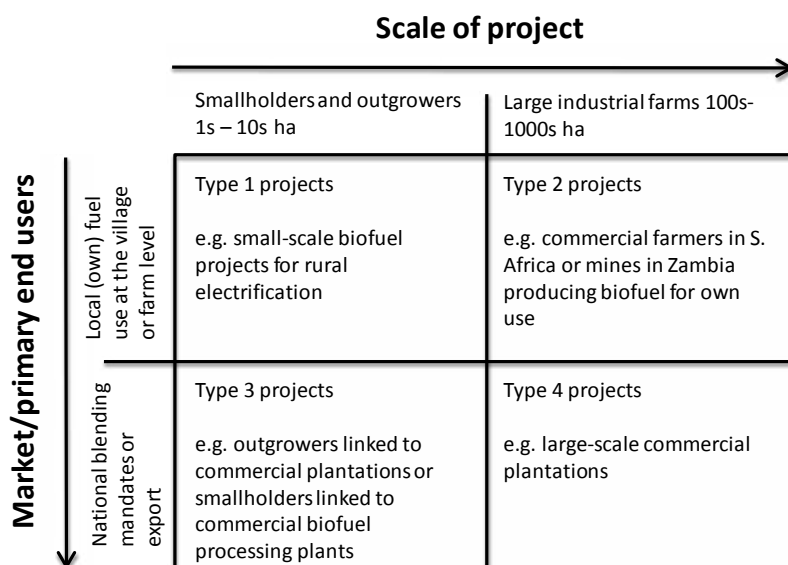 Scale of project
Smallholders and outgrowers
1s – 10s ha
Large industrial farms 100s-
1000s ha
Market/primary end users
Local (own) fuel
use at the village
or farm level
Type 1 projects
e.g. small-scale biofuel
projects for rural
electrification
Type 2 projects
e.g. commercial farmers in S.
Africa or mines in Zambia
producing biofuel for own
use
National blending
mandates or
export
Type 3 projects
e.g. outgrowers linked to
commercial plantations or
smallholders linked to
commercial biofuel
processing plants
Type 4 projects
e.g. large-scale commercial
plantations